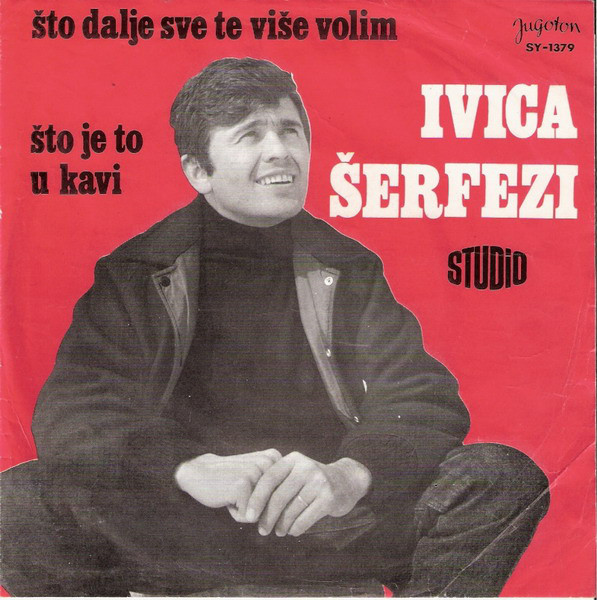 što dalje sve te više volim
Jugoton
SY-1379
IVICA
ŠERFEZI
što je to
u kavi
STUDIO